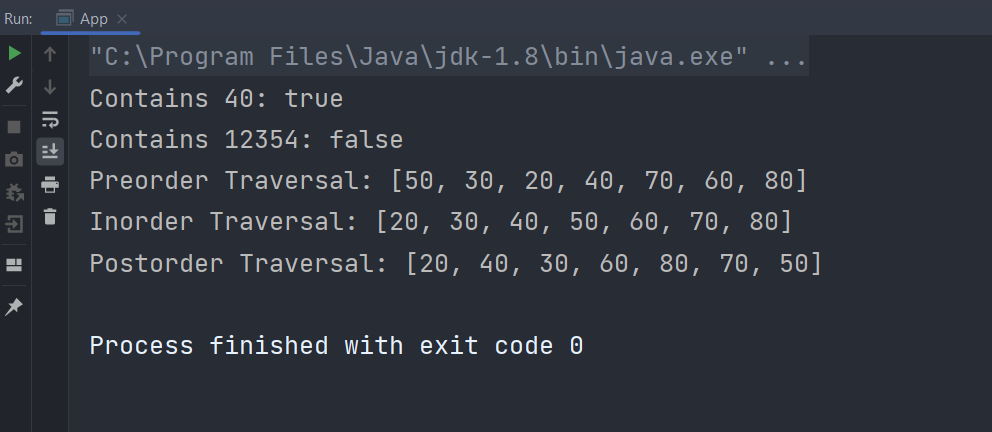 Run: App
"C:\Program Files\Java\jdk-1.8\bin\java.exe" ...
Contains 40: true
Contains 12354: false
Preorder Traversal: [50, 30, 20, 40, 70, 60, 80]
Inorder Traversal: [20, 30, 40, 50, 60, 70, 80]
Postorder Traversal: [20, 40, 30, 60, 80, 70, 50]
Process finished with exit code 0